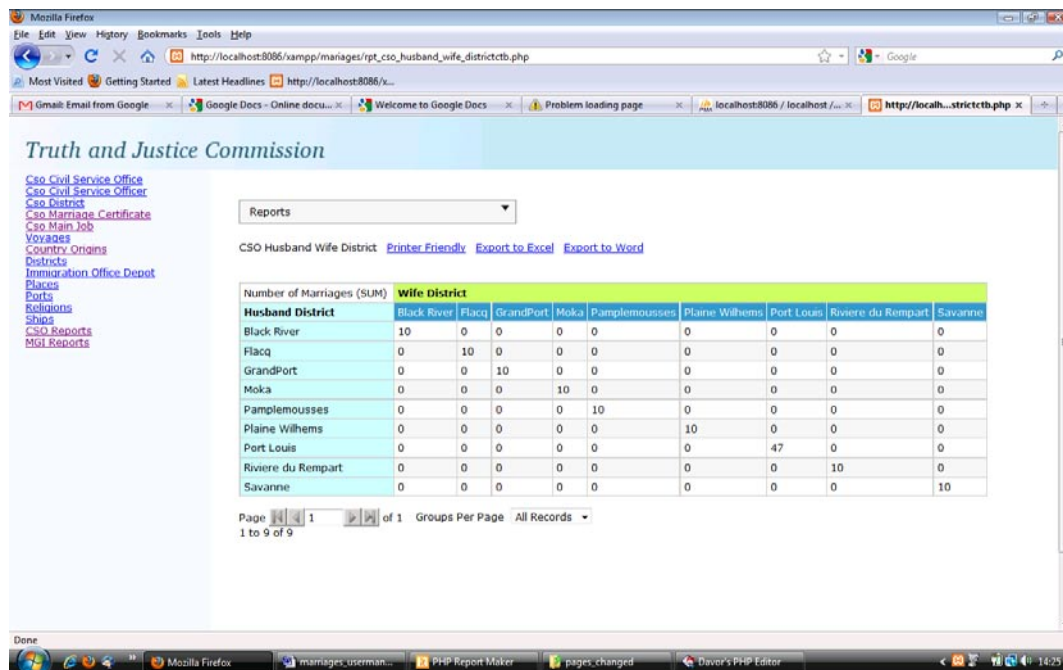 Mozilla Firefox
File Edit View History Bookmarks Tools Help
http://localhost:8086/xampp/mariages/rpt_cso_husband_wife_districtctb.php
Google
Most Visited Getting Started Latest Headlines http://localhost:8086/x...
Gmail: Email from Google Google Docs - Online docu... Welcome to Google Docs Problem loading page localhost:8086 / localhost /... http://localh...strictctb.php
Truth and Justice Commission
Cso Civil Service Office
Cso Civil Service Officer
Cso District
Cso Marriage Certificate
Cso Main Job
Voyages
Country Origins
Districts
Immigration Office Depot
Places
Ports
Religions
Ships
CSO Reports
MGI Reports
Reports
CSO Husband Wife District Printer Friendly Export to Excel Export to Word
Number of Marriages (SUM) Wife District
Husband District Black River Flacq GrandPort Moka Pamplemousses Plaine Wilhems Port Louis Riviere du Rempart Savanne
Black River 10 0 0 0 0 0 0 0 0
Flacq 0 10 0 0 0 0 0 0 0
GrandPort 0 0 10 0 0 0 0 0 0
Moka 0 0 0 10 0 0 0 0 0
Pamplemousses 0 0 0 0 10 0 0 0 0
Plaine Wilhems 0 0 0 0 0 10 0 0 0
Port Louis 0 0 0 0 0 0 47 0 0
Riviere du Rempart 0 0 0 0 0 0 0 10 0
Savanne 0 0 0 0 0 0 0 0 10
Page 1 of 1 Groups Per Page All Records
1 to 9 of 9
Done
Mozilla Firefox marriages_userman... PHP Report Maker pages_changed Davor's PHP Editor